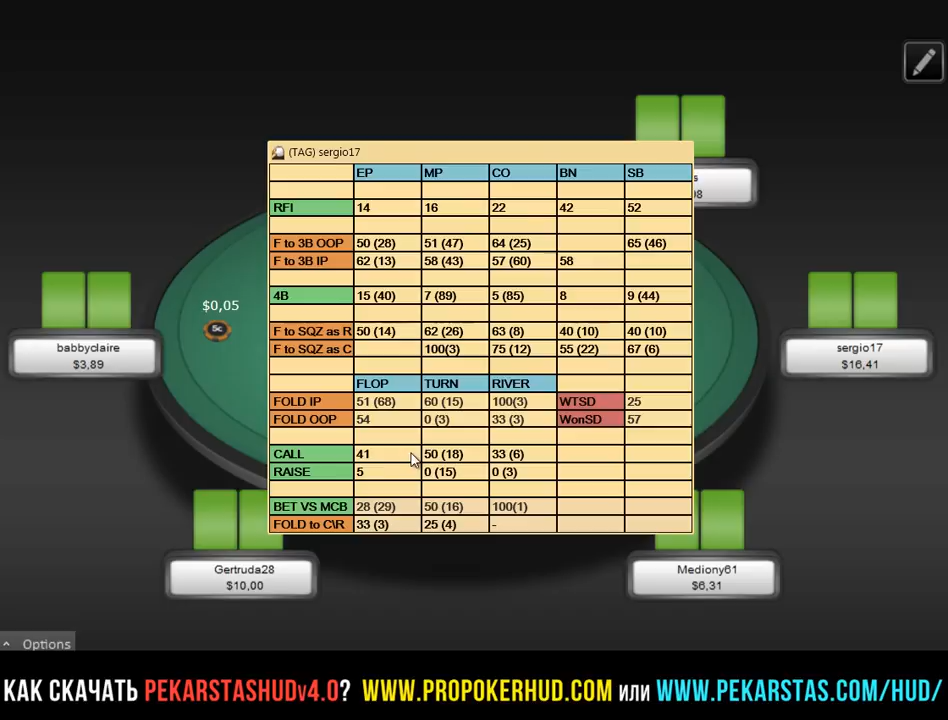 s
98
(TAG) sergio17
EP MP CO BN SB
RFI 14 16 22 42 52
F to 3B OOP 50 (28) 51 (47) 64 (25) 65 (46)
F to 3B IP 62 (13) 58 (43) 57 (60) 58
4B 15 (40) 7 (89) 5 (85) 8 9 (44)
F to SQZ as R 50 (14) 62 (26) 63 (8) 40 (10) 40 (10)
F to SQZ as C 100(3) 75 (12) 55 (22) 67 (6)
FLOP TURN RIVER
FOLD IP 51 (68) 60 (15) 100(3) WTSD 25
FOLD OOP 54 0 (3) 33 (3) WonSD 57
CALL 41 50 (18) 33 (6)
RAISE 5 0 (15) 0 (3)
BET VS MCB 28 (29) 50 (16) 100(1)
FOLD to C\R 33 (3) 25 (4) -
$0,05
5c
babbyclaire
$3,89
sergio17
$16,41
Gertruda28
$10,00
Mediony61
$6,31
Options
КАК СКАЧАТЬ PEKARSTASHUDv4.0? WWW.PROPOKERHUD.COM или WWW.PEKARSTAS.COM/HUD/